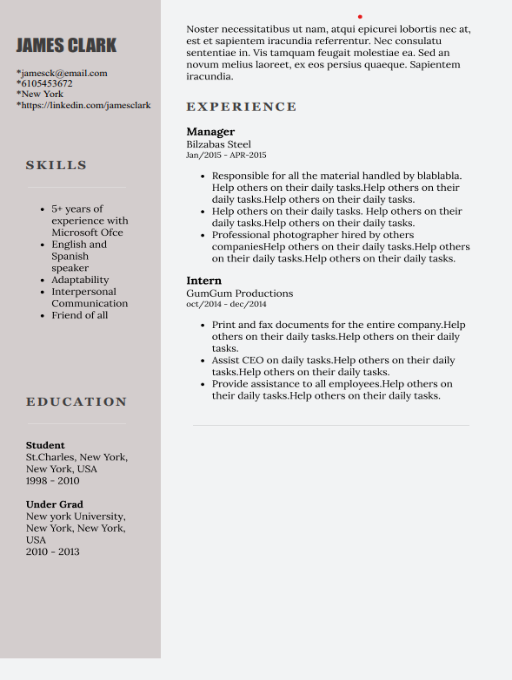 JAMES CLARK
*jamesck@email.com
*6105453672
*New York
*https://linkedin.com/jamesclark
SKILLS
• 5+ years of
experience with
Microsoft Ofce
• English and
Spanish
speaker
• Adaptability
• Interpersonal
Communication
• Friend of all
EDUCATION
Student
St.Charles, New York,
New York, USA
1998 - 2010
Under Grad
New york University,
New York, New York,
USA
2010 - 2013
Noster necessitatibus ut nam, atqui epicurei lobortis nec at,
est et sapientem iracundia referrentur. Nec consulatu
sententiae in. Vis tamquam feugait molestiae ea. Sed an
novum melius laoreet, ex eos persius quaeque. Sapientem
iracundia.
EXPERIENCE
Manager
Bilzabas Steel
Jan/2015 - APR-2015
• Responsible for all the material handled by blablabla.
Help others on their daily tasks.Help others on their
daily tasks.Help others on their daily tasks.
• Help others on their daily tasks. Help others on their
daily tasks.Help others on their daily tasks.
• Professional photographer hired by others
companiesHelp others on their daily tasks.Help others
on their daily tasks.Help others on their daily tasks.
Intern
GumGum Productions
oct/2014 - dec/2014
• Print and fax documents for the entire company.Help
others on their daily tasks.Help others on their daily
tasks.
• Assist CEO on daily tasks.Help others on their daily
tasks.Help others on their daily tasks.
• Provide assistance to all employees.Help others on
their daily tasks.Help others on their daily tasks.